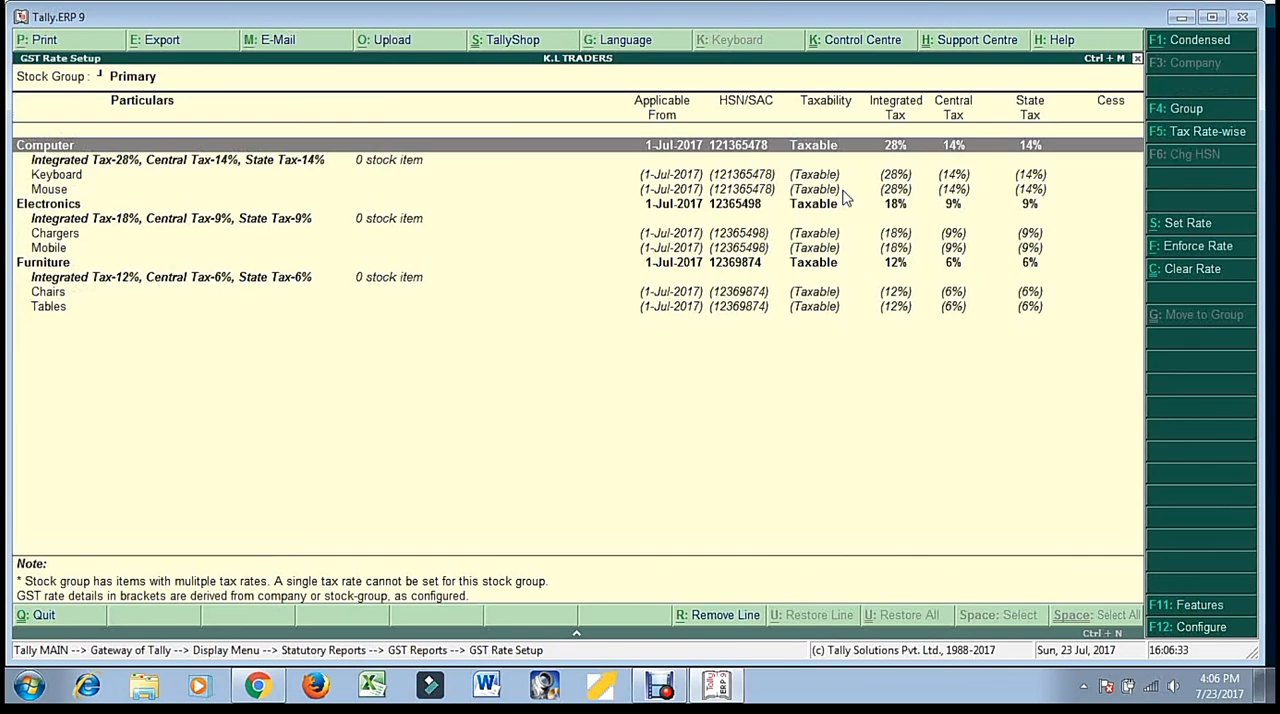 Tally.ERP 9
P: Print E: Export M: E-Mail O: Upload S: TallyShop G: Language K: Keyboard K: Control Centre H: Support Centre H: Help
GST Rate Setup K.L TRADERS Ctrl + M
Stock Group : Primary
Particulars Applicable From HSN/SAC Taxability Integrated Tax Central Tax State Tax Cess
Computer 1-Jul-2017 121365478 Taxable 28% 14% 14%
Integrated Tax-28%, Central Tax-14%, State Tax-14% 0 stock item
Keyboard (1-Jul-2017) (121365478) (Taxable) (28%) (14%) (14%)
Mouse (1-Jul-2017) (121365478) (Taxable) (28%) (14%) (14%)
Electronics 1-Jul-2017 12365498 Taxable 18% 9% 9%
Integrated Tax-18%, Central Tax-9%, State Tax-9% 0 stock item
Chargers (1-Jul-2017) (12365498) (Taxable) (18%) (9%) (9%)
Mobile (1-Jul-2017) (12365498) (Taxable) (18%) (9%) (9%)
Furniture 1-Jul-2017 12369874 Taxable 12% 6% 6%
Integrated Tax-12%, Central Tax-6%, State Tax-6% 0 stock item
Chairs (1-Jul-2017) (12369874) (Taxable) (12%) (6%) (6%)
Tables (1-Jul-2017) (12369874) (Taxable) (12%) (6%) (6%)
Note:
* Stock group has items with mulitple tax rates. A single tax rate cannot be set for this stock group.
GST rate details in brackets are derived from company or stock-group, as configured.
Q: Quit R: Remove Line U: Restore Line U: Restore All Space: Select Space: Select All
Ctrl + N
Tally MAIN --> Gateway of Tally --> Display Menu --> Statutory Reports --> GST Reports --> GST Rate Setup (c) Tally Solutions Pvt. Ltd., 1988-2017 Sun, 23 Jul, 2017 16:06:33
F1: Condensed
F3: Company
F4: Group
F5: Tax Rate-wise
F6: Chg HSN
S: Set Rate
F: Enforce Rate
C: Clear Rate
G: Move to Group
F11: Features
F12: Configure
Tally ERP 9
4:06 PM
7/23/2017